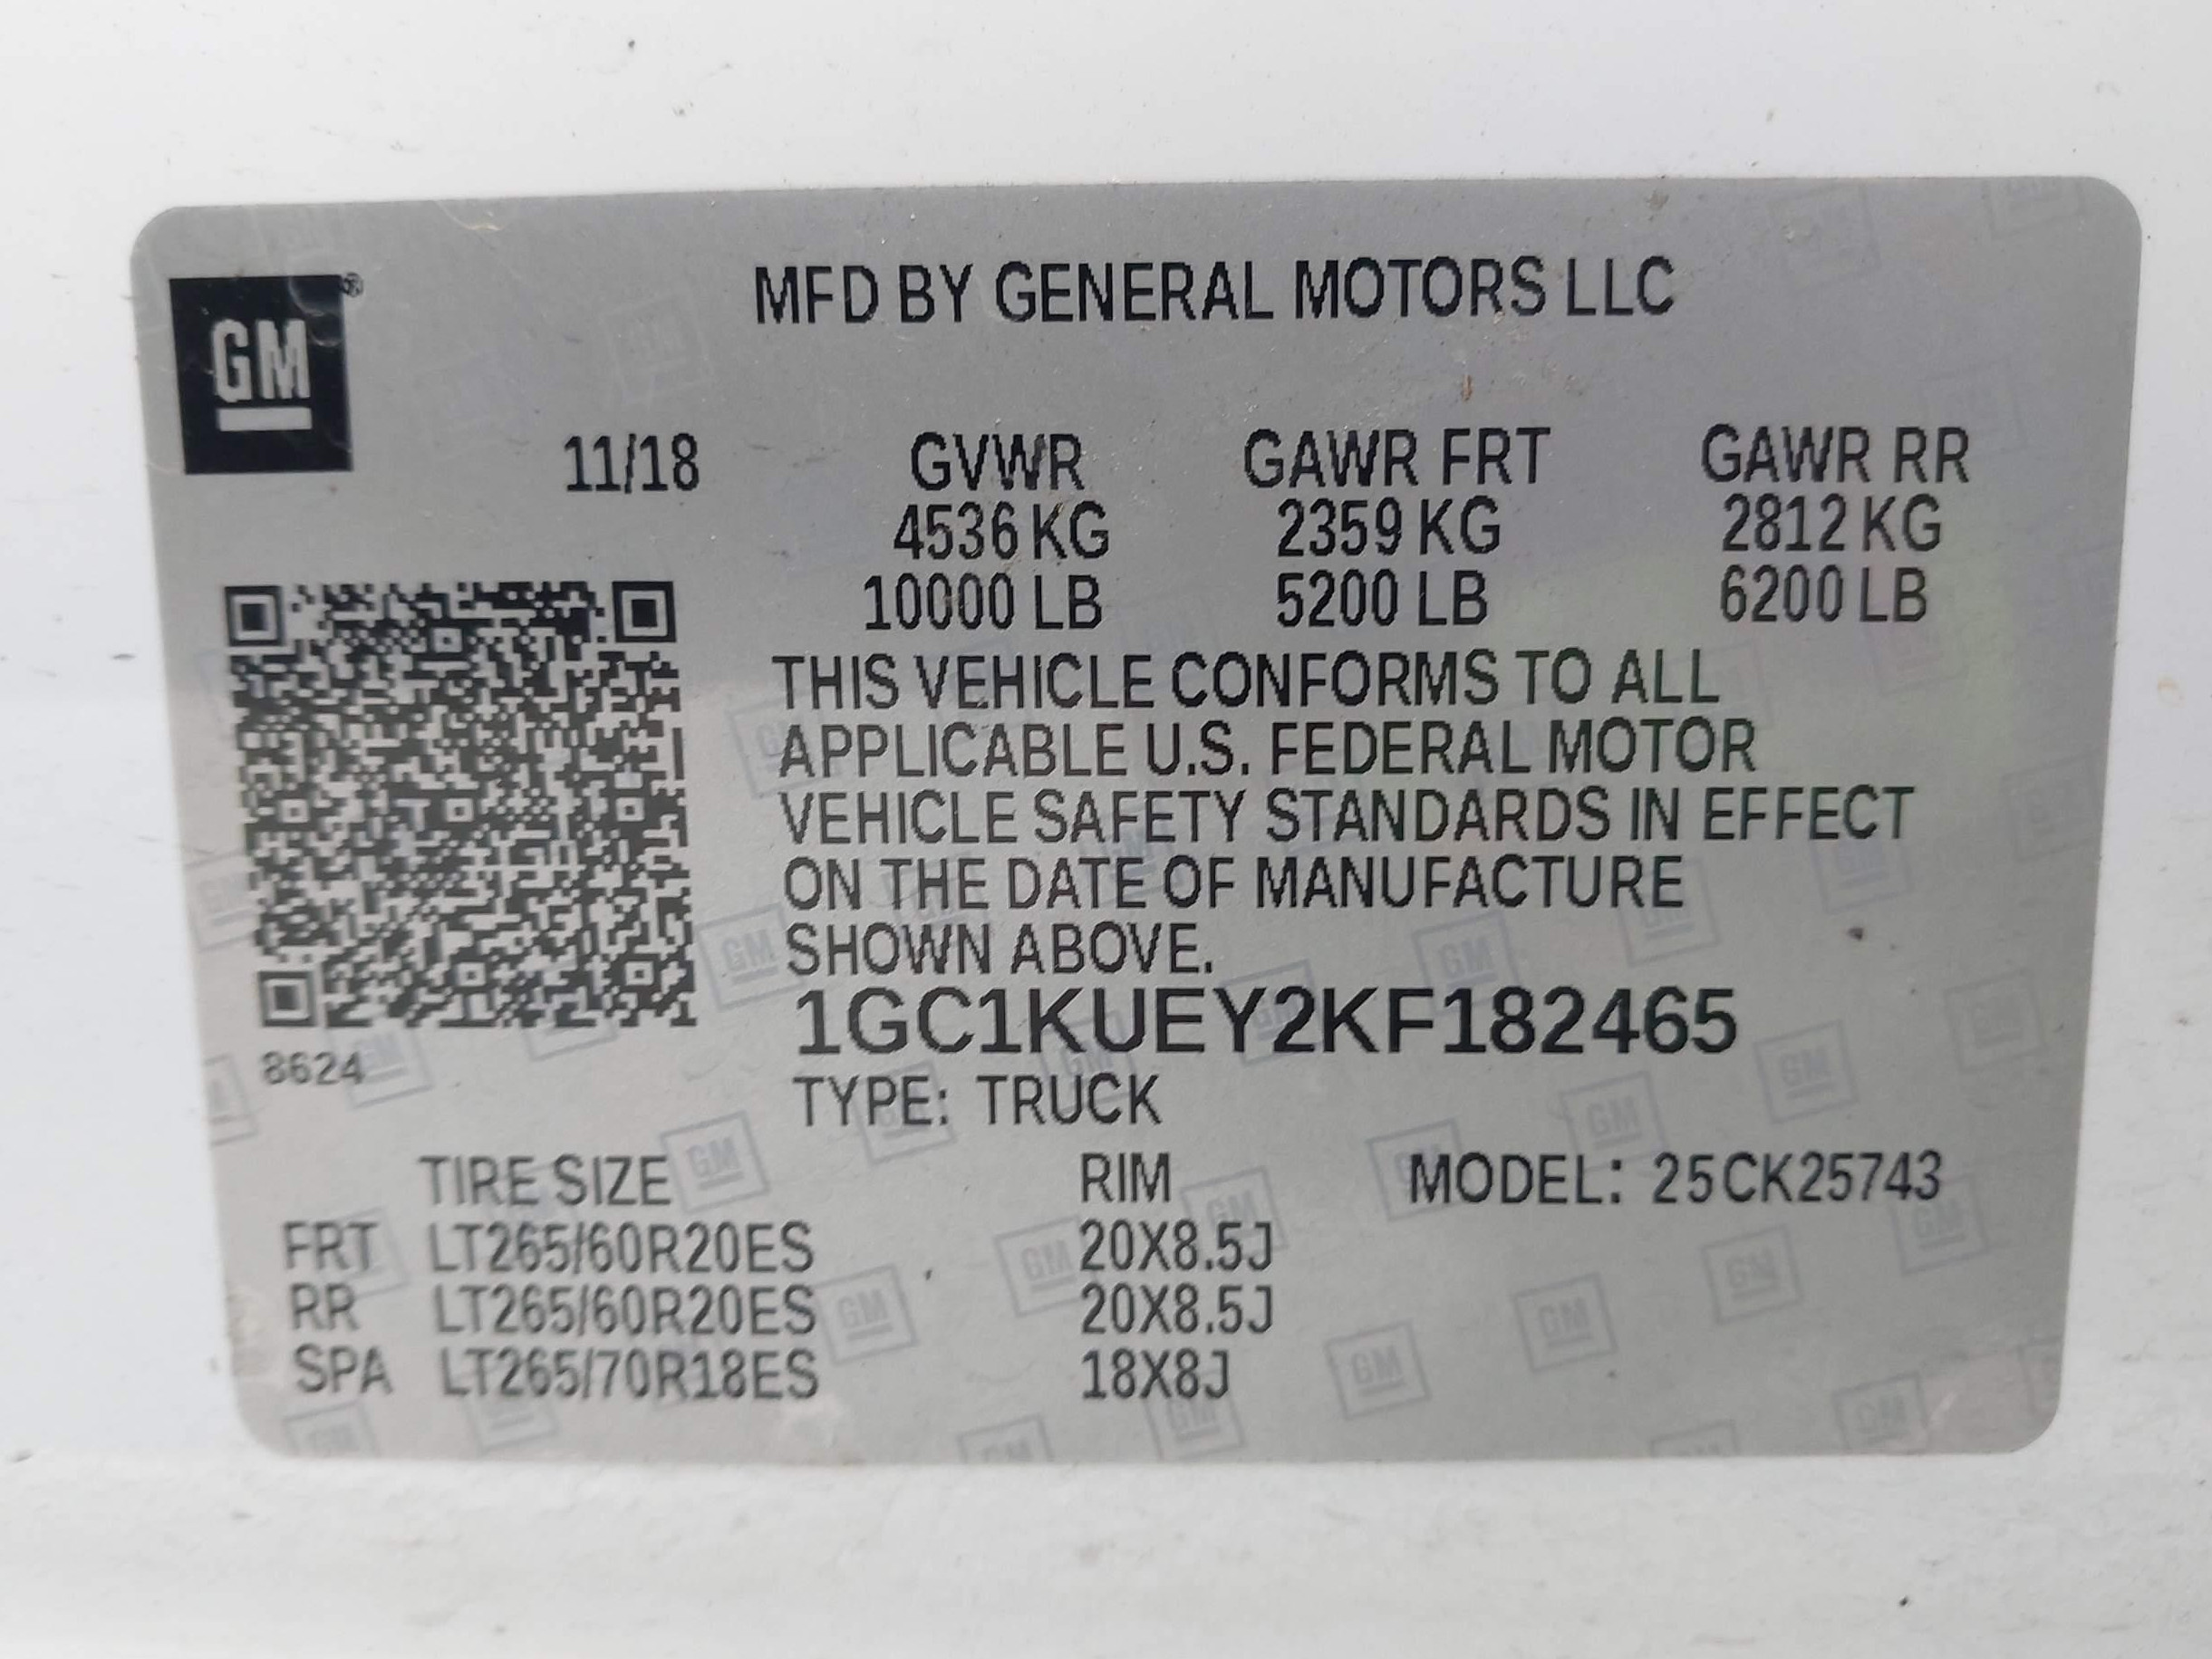 MFD BY GENERAL MOTORS LLC
GM®
11/18 GVWR GAWR FRT GAWR RR
4536 KG 2359 KG 2812 KG
10000 LB 5200 LB 6200 LB
THIS VEHICLE CONFORMS TO ALL
APPLICABLE U.S. FEDERAL MOTOR
VEHICLE SAFETY STANDARDS IN EFFECT
ON THE DATE OF MANUFACTURE
SHOWN ABOVE.
1GC1KUEY2KF182465
8624
TYPE: TRUCK
TIRE SIZE RIM MODEL: 25CK25743
FRT LT265/60R20ES 20X8.5J
RR LT265/60R20ES 20X8.5J
SPA LT265/70R18ES 18X8J